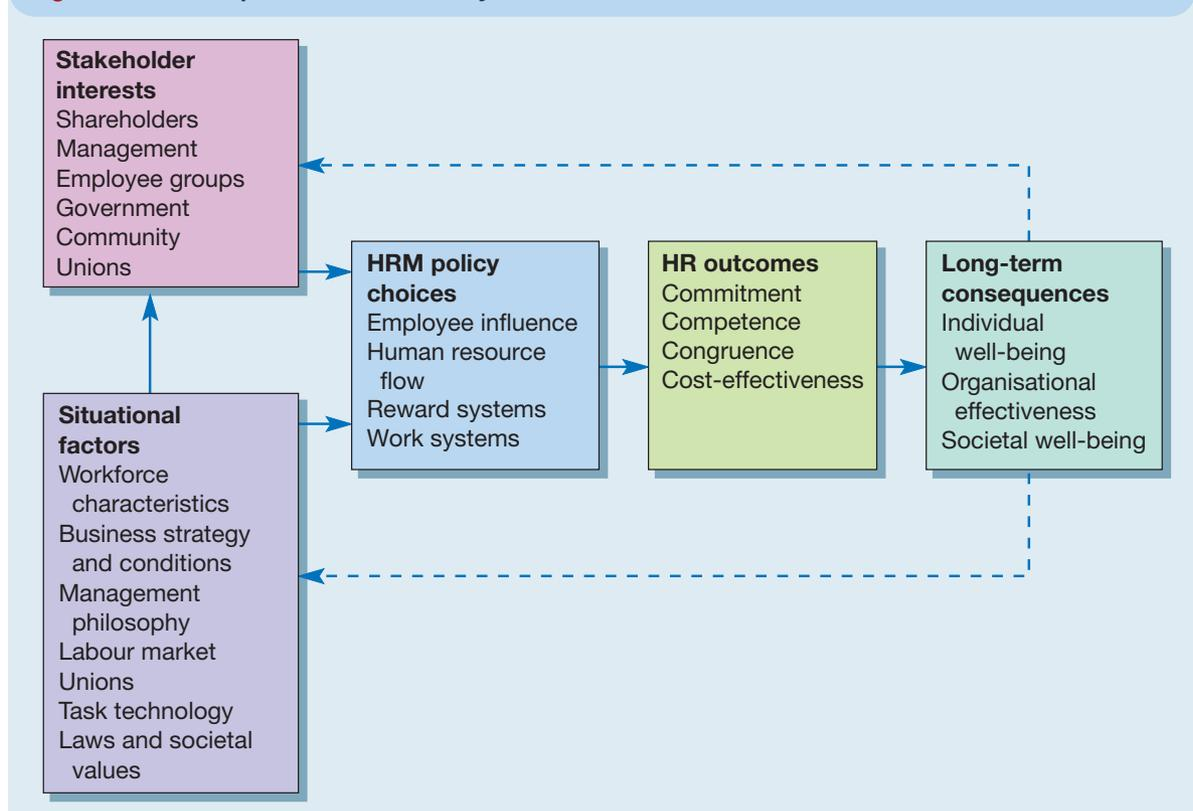 Stakeholder
interests
Shareholders
Management
Employee groups
Government
Community
Unions
HRM policy
choices
Employee influence
Human resource
flow
Reward systems
Work systems
HR outcomes
Commitment
Competence
Congruence
Cost-effectiveness
Long-term
consequences
Individual
well-being
Organisational
effectiveness
Societal well-being
Situational
factors
Workforce
characteristics
Business strategy
and conditions
Management
philosophy
Labour market
Unions
Task technology
Laws and societal
values